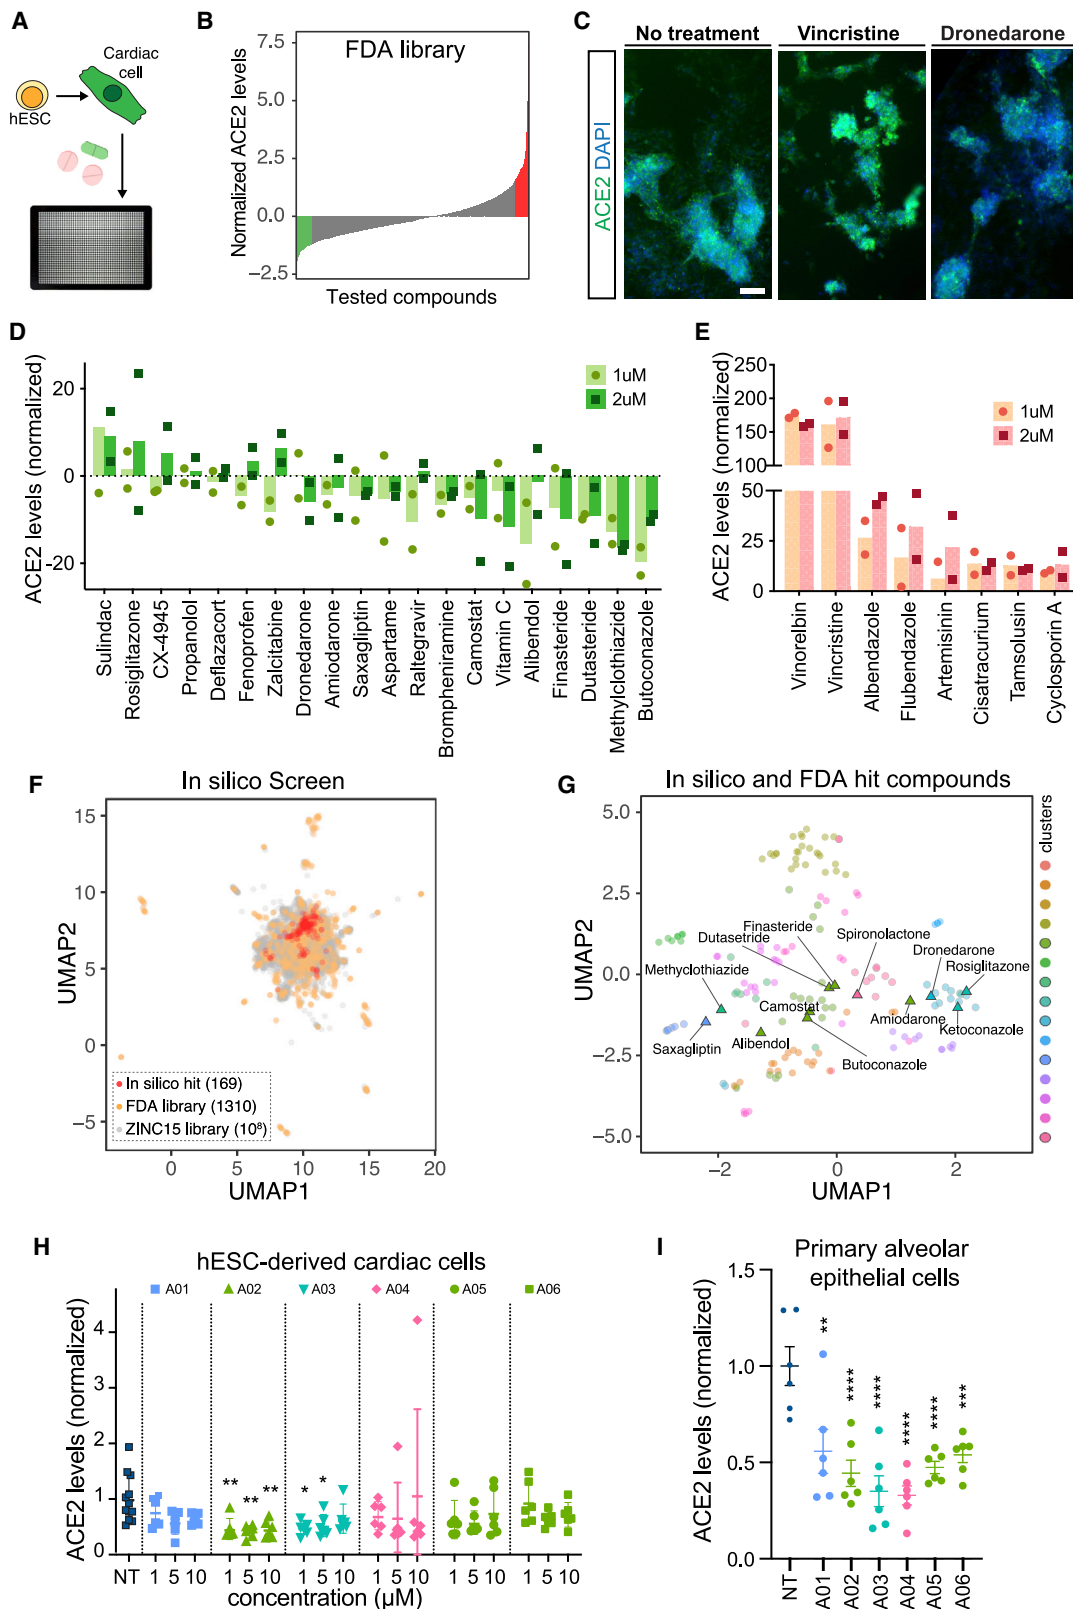 A
Cardiac
cell
hESC
B
FDA library
Normalized ACE2 levels
7.5
5.0
2.5
0.0
−2.5
Tested compounds
C
No treatment
Vincristine
Dronedarone
ACE2 DAPI
D
ACE2 levels (normalized)
20
0
-20
1uM
2uM
Sulindac
Rosiglitazone
CX-4945
Propanolol
Deflazacort
Fenoprofen
Zalcitabine
Dronedarone
Amiodarone
Saxagliptin
Aspartame
Raltegravir
Brompheniramine
Camostat
Vitamin C
Alibendol
Finasteride
Dutasteride
Methylclothiazide
Butoconazole
E
ACE2 levels (normalized)
250
200
150
100
50
25
0
1uM
2uM
Vinorelbin
Vincristine
Albendazole
Flubendazole
Artemisinin
Cisatracurium
Tamsolusin
Cyclosporin A
F
In silico Screen
UMAP2
15
10
5
0
−5
In silico hit (169)
FDA library (1310)
ZINC15 library (10⁸)
0
5
10
15
20
UMAP1
G
In silico and FDA hit compounds
UMAP2
5.0
2.5
0.0
−2.5
−5.0
Finasteride
Spironolactone
Dutasetride
Dronedarone
Methyclothiazide
Rosiglitazone
Camostat
Amiodarone
Ketoconazole
Saxagliptin
Alibendol
Butoconazole
−2
0
2
UMAP1
clusters
H
hESC-derived cardiac cells
A01
A02
A03
A04
A05
A06
ACE2 levels (normalized)
4
3
2
1
0
**
**
**
*
*
NT
1 5 10
1 5 10
1 5 10
1 5 10
1 5 10
1 5 10
concentration (µM)
I
Primary alveolar
epithelial cells
ACE2 levels (normalized)
1.5
1.0
0.5
0.0
**
****
****
****
****
***
NT
A01
A02
A03
A04
A05
A06